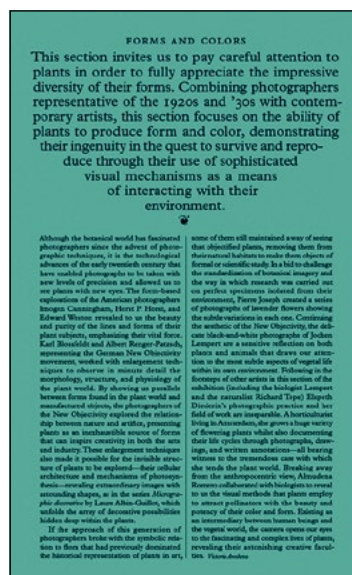 FORMS AND COLORS
This section invites us to pay careful attention to
plants in order to fully appreciate the impressive
diversity of their forms. Combining photographers
representative of the 1920s and ’30s with contem-
porary artists, this section focuses on the ability of
plants to produce form and color, demonstrating
their ingenuity in the quest to survive and repro-
duce through their use of sophisticated
visual mechanisms as a means
of interacting with their
environment.
Although the botanical world has fascinated
photographers since the advent of photo-
graphic techniques, it is the technological
advances of the early twentieth century that
have enabled photographs to be taken with
new levels of precision and allowed us to
see plants with new eyes. The form-based
explorations of the American photographers
Imogen Cunningham, Horst P. Horst, and
Edward Weston revealed to us the beauty
and purity of the lines and forms of their
plant subjects, emphasizing their vital force.
Karl Blossfeldt and Albert Renger-Patzsch,
representing the German New Objectivity
movement, worked with enlargement tech-
niques to observe in minute detail the
morphology, structure, and physiology of
the plant world. By showing us parallels
between forms found in the plant world and
manufactured objects, the photographers of
the New Objectivity explored the relation-
ship between nature and artifice, presenting
plants as an inexhaustible source of forms
that can inspire creativity in both the arts
and industry. These enlargement techniques
also made it possible for the invisible struc-
ture of plants to be explored—their cellular
architecture and mechanisms of photosyn-
thesis—revealing extraordinary images with
astonishing shapes, as in the series Microgra-
phie décorative by Laure Albin-Guillot, which
unfolds the array of decorative possibilities
hidden deep within the plants.
If the approach of this generation of
photographers broke with the symbolic rela-
tion to flora that had previously dominated
the historical representation of plants in art,
some of them still maintained a way of seeing
that objectified plants, removing them from
their natural habitats to make them objects of
formal or scientific study. In a bid to challenge
the standardization of botanical imagery and
the way in which research was carried out
on perfect specimens isolated from their
environment, Pierre Joseph created a series
of photographs of lavender flowers showing
the subtle variations in each one. Continuing
the aesthetic of the New Objectivity, the deli-
cate black-and-white photographs of Jochen
Lempert are a sensitive reflection on both
plants and animals that draws our atten-
tion to the most subtle aspects of vegetal life
within its own environment. Following in the
footsteps of other artists in this section of the
exhibition (including the biologist Lempert
and the naturalist Richard Tepe) Elspeth
Diederix’s photographic practice and her
field of work are inseparable. A horticulturist
living in Amsterdam, she grows a huge variety
of flowering plants whilst also documenting
their life cycles through photographs, draw-
ings, and written annotations—all bearing
witness to the tremendous care with which
she tends the plant world. Breaking away
from the anthropocentric view, Almudena
Romero collaborated with biologists to reveal
to us the visual methods that plants employ
to attract pollinators with the beauty and
potency of their color and form. Existing as
an intermediary between human beings and
the vegetal world, the camera opens our eyes
to the fascinating and complex lives of plants,
revealing their astonishing creative facul-
ties. Victoria Aresheva